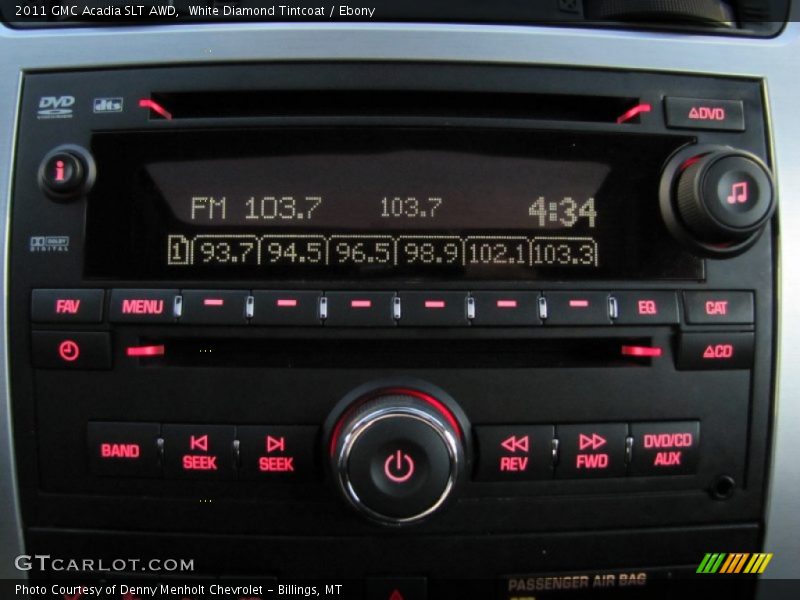 2011 GMC Acadia SLT AWD, White Diamond Tintcoat / Ebony
DVD dts
△DVD
i
FM 103.7 103.7 4:34
1 93.7 94.5 96.5 98.9 102.1 103.3
DOLBY
DIGITAL
FAV MENU EQ CAT
△CD
BAND SEEK SEEK REV FWD DVD/CD
AUX
GTCARLOT.COM
PASSENGER AIR BAG
Photo Courtesy of Denny Menholt Chevrolet - Billings, MT